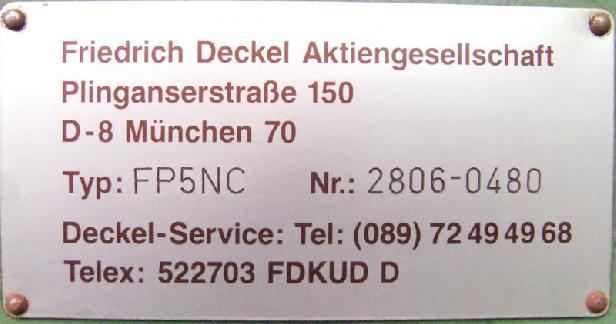 Friedrich Deckel Aktiengesellschaft
Plinganserstraße 150
D-8 München 70
Typ: FP5NC Nr.: 2806-0480
Deckel-Service: Tel: (089) 72 49 49 68
Telex: 522703 FDKUD D